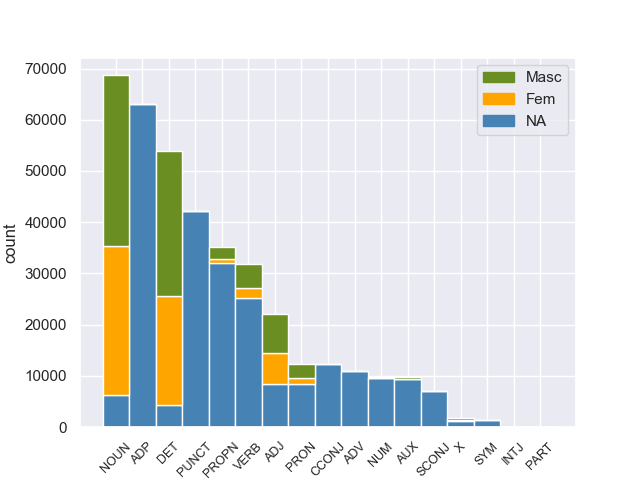 Masc
Fem
NA
count
70000
60000
50000
40000
30000
20000
10000
0
NOUN
ADP
DET
PUNCT
PROPN
VERB
ADJ
PRON
CCONJ
ADV
NUM
AUX
SCONJ
X
SYM
INTJ
PART